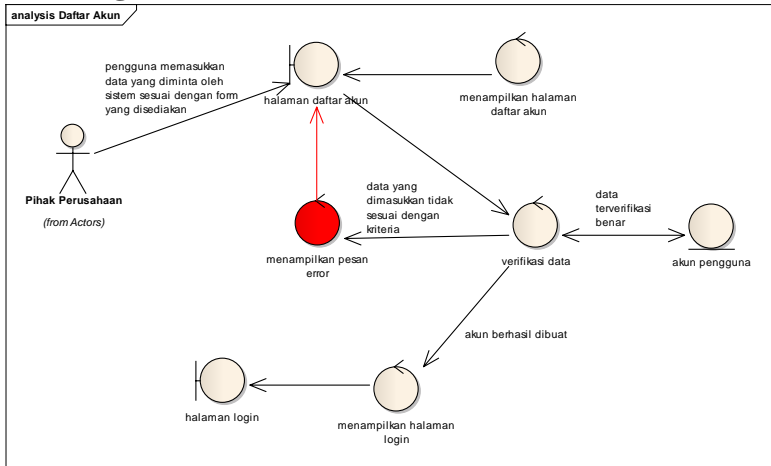 analysis Daftar Akun
pengguna memasukkan
data yang diminta oleh
sistem sesuai dengan form
yang disediakan
halaman daftar akun
menampilkan halaman
daftar akun
Pihak Perusahaan
(from Actors)
data yang
dimasukkan tidak
sesuai dengan
kriteria
data
terverifikasi
benar
menampilkan pesan
error
verifikasi data
akun pengguna
akun berhasil dibuat
halaman login
menampilkan halaman
login